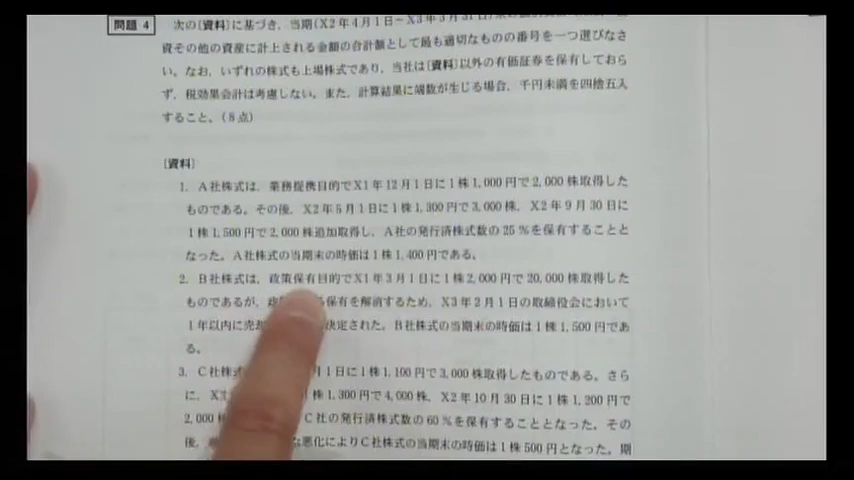 問題 4 次の[資料]に基づき，当期(X2年4月1日～X3年3月31日)
資その他の資産に計上される金額の合計額として最も適切なものの番号を一つ選びなさ
い。なお，いずれの株式も上場株式であり，当社は[資料]以外の有価証券を保有しておら
ず，税効果会計は考慮しない。また，計算結果に端数が生じる場合，千円未満を四捨五入
すること。(8点)
[資料]
1．A社株式は，業務提携目的でX1年12月1日に1株1,000円で2,000株取得した
ものである。その後，X2年5月1日に1株1,300円で3,000株，X2年9月30日に
1株1,500円で2,000株追加取得し，A社の発行済株式数の25％を保有することと
なった。A社株式の当期末の時価は1株1,400円である。
2．B社株式は，政策保有目的でX1年3月1日に1株2,000円で20,000株取得した
ものであるが，保有を解消するため，X3年2月1日の取締役会において
1年以内に売却決定された。B社株式の当期末の時価は1株1,500円であ
る。
3．C社株月1日に1株1,100円で3,000株取得したものである。さら
に，1株1,300円で4,000株，X2年10月30日に1株1,200円で
2,000 C社の発行済株式数の60％を保有することとなった。その
後，悪化によりC社株式の当期末の時価は1株500円となった。期